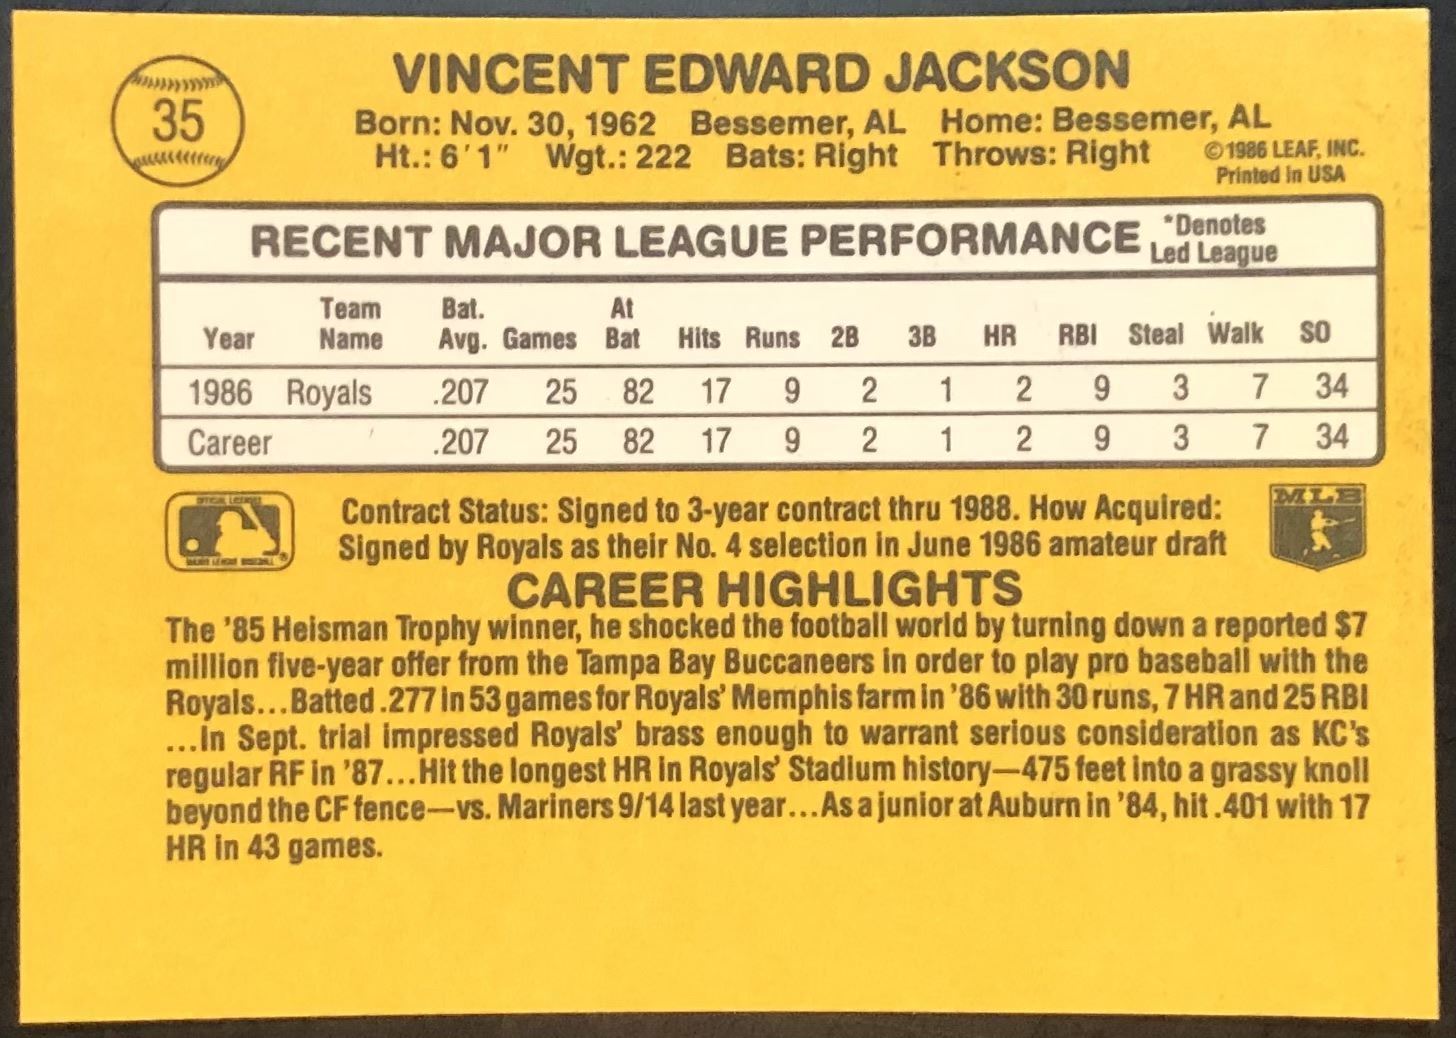 35
VINCENT EDWARD JACKSON
Born: Nov. 30, 1962 Bessemer, AL Home: Bessemer, AL
Ht.: 6'1" Wgt.: 222 Bats: Right Throws: Right
©1986 LEAF, INC.
Printed in USA
RECENT MAJOR LEAGUE PERFORMANCE
*Denotes
Led League
Year Team Name Bat. Avg. Games At Bat Hits Runs 2B 3B HR RBI Steal Walk SO
1986 Royals .207 25 82 17 9 2 1 2 9 3 7 34
Career .207 25 82 17 9 2 1 2 9 3 7 34
OFFICIAL LICENSEE
MAJOR LEAGUE BASEBALL
®
Contract Status: Signed to 3-year contract thru 1988. How Acquired:
Signed by Royals as their No. 4 selection in June 1986 amateur draft
MLB
CAREER HIGHLIGHTS
The '85 Heisman Trophy winner, he shocked the football world by turning down a reported $7
million five-year offer from the Tampa Bay Buccaneers in order to play pro baseball with the
Royals...Batted .277 in 53 games for Royals' Memphis farm in '86 with 30 runs, 7 HR and 25 RBI
...In Sept. trial impressed Royals' brass enough to warrant serious consideration as KC's
regular RF in '87...Hit the longest HR in Royals' Stadium history—475 feet into a grassy knoll
beyond the CF fence—vs. Mariners 9/14 last year...As a junior at Auburn in '84, hit .401 with 17
HR in 43 games.